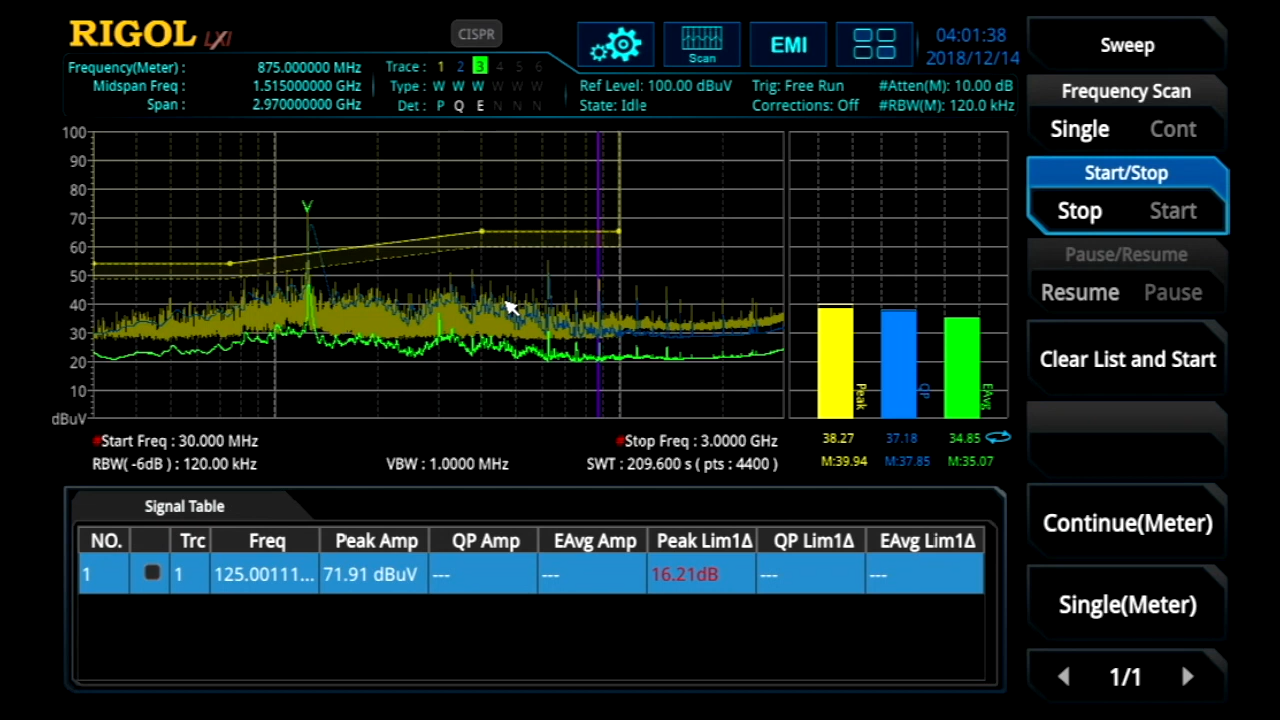 RIGOL LXI
CISPR
Scan
EMI
04:01:38
2018/12/14
Frequency(Meter) : 875.000000 MHz
Midspan Freq : 1.515000000 GHz
Span : 2.970000000 GHz
Trace : 1 2 3 4 5 6
Type : W W W W W W
Det : P Q E N N N
Ref Level: 100.00 dBuV
State: Idle
Trig: Free Run
Corrections: Off
#Atten(M): 10.00 dB
#RBW(M): 120.0 kHz
100
90
80
70
60
50
40
30
20
10
dBuV
Peak
QP
EAvg
38.27 37.18 34.85
M:39.94 M:37.85 M:35.07
#Start Freq : 30.000 MHz
#Stop Freq : 3.0000 GHz
RBW( -6dB ) : 120.00 kHz
VBW : 1.0000 MHz
SWT : 209.600 s ( pts : 4400 )
Signal Table
NO. Trc Freq Peak Amp QP Amp EAvg Amp Peak Lim1Δ QP Lim1Δ EAvg Lim1Δ
1 1 125.00111... 71.91 dBuV --- --- 16.21dB --- ---
Sweep
Frequency Scan
Single Cont
Start/Stop
Stop Start
Pause/Resume
Resume Pause
Clear List and Start
Continue(Meter)
Single(Meter)
1/1